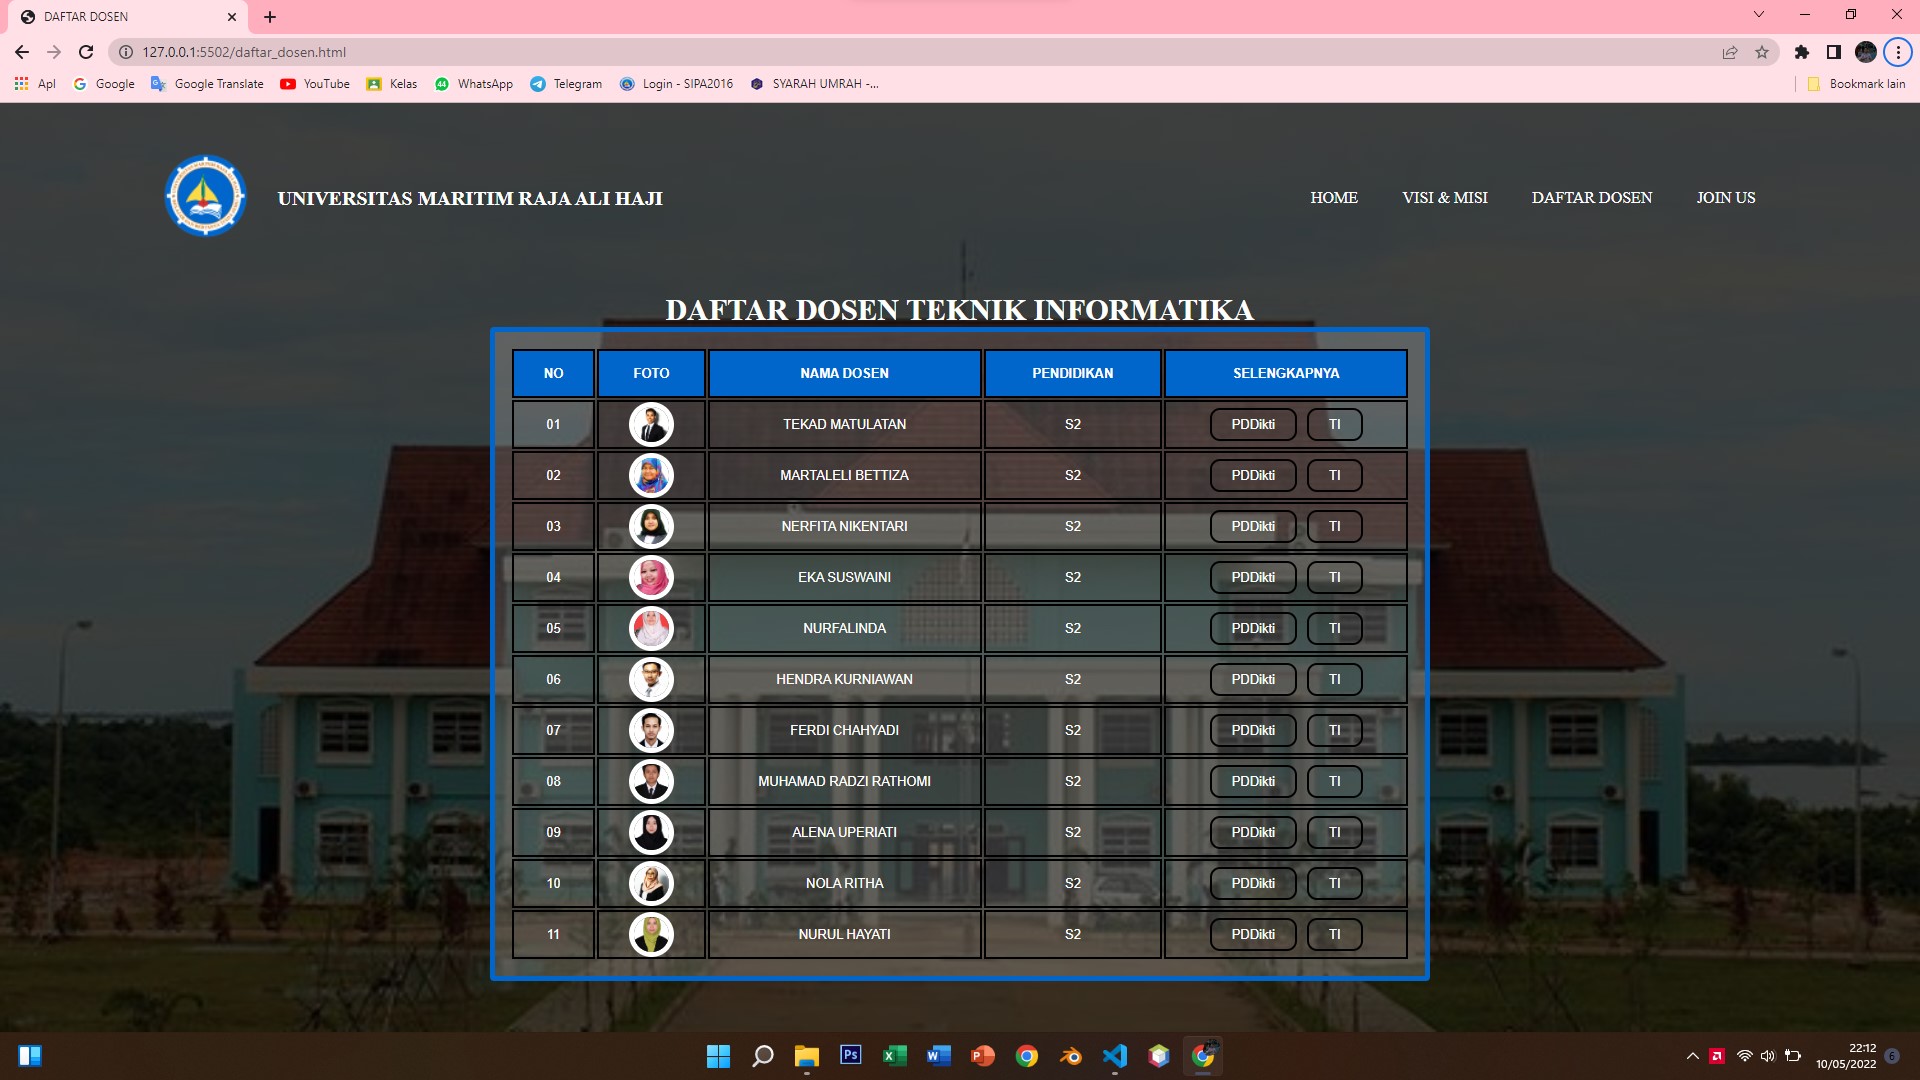 DAFTAR DOSEN
127.0.0.1:5502/daftar_dosen.html
Apl Google Google Translate YouTube Kelas 44 WhatsApp Telegram Login - SIPA2016 SYARAH UMRAH -... Bookmark lain
UNIVERSITAS MARITIM RAJA ALI HAJI HOME VISI & MISI DAFTAR DOSEN JOIN US
DAFTAR DOSEN TEKNIK INFORMATIKA
NO FOTO NAMA DOSEN PENDIDIKAN SELENGKAPNYA
01 TEKAD MATULATAN S2 PDDikti TI
02 MARTALELI BETTIZA S2 PDDikti TI
03 NERFITA NIKENTARI S2 PDDikti TI
04 EKA SUSWAINI S2 PDDikti TI
05 NURFALINDA S2 PDDikti TI
06 HENDRA KURNIAWAN S2 PDDikti TI
07 FERDI CHAHYADI S2 PDDikti TI
08 MUHAMAD RADZI RATHOMI S2 PDDikti TI
09 ALENA UPERIATI S2 PDDikti TI
10 NOLA RITHA S2 PDDikti TI
11 NURUL HAYATI S2 PDDikti TI
Ps X W P 22:12
10/05/2022 6